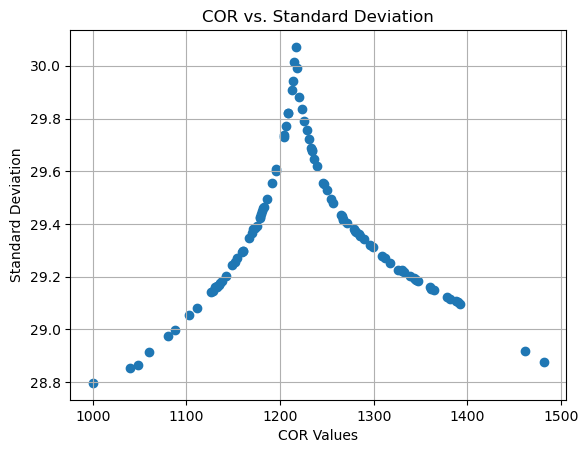 COR vs. Standard Deviation
Standard Deviation
30.0
29.8
29.6
29.4
29.2
29.0
28.8
1000 1100 1200 1300 1400 1500
COR Values